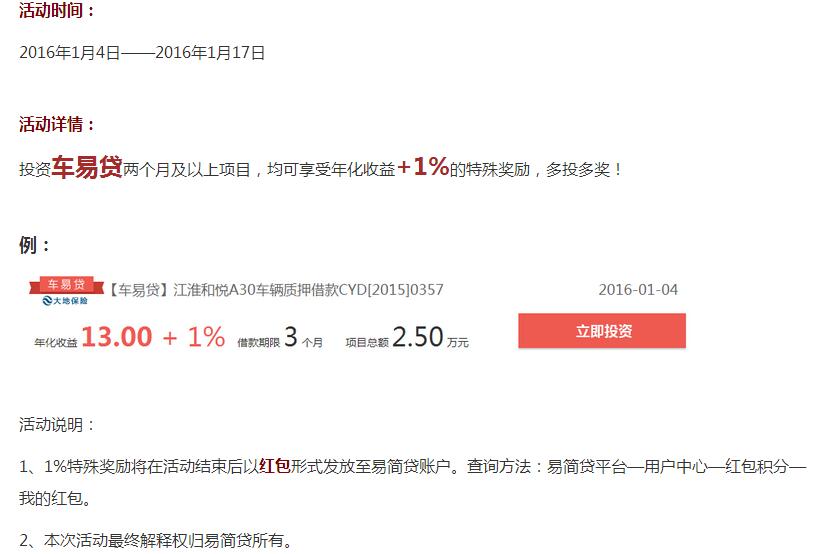 活动时间：
2016年1月4日——2016年1月17日
活动详情：
投资车易贷两个月及以上项目，均可享受年化收益+1%的特殊奖励，多投多奖！
例：
车易贷
大地保险
【车易贷】江淮和悦A30车辆质押借款CYD[2015]0357 2016-01-04
年化收益 13.00 + 1% 借款期限 3 个月 项目总额 2.50 万元 立即投资
活动说明：
1、1%特殊奖励将在活动结束后以红包形式发放至易简贷账户。查询方法：易简贷平台—用户中心—红包积分—
我的红包。
2、本次活动最终解释权归易简贷所有。